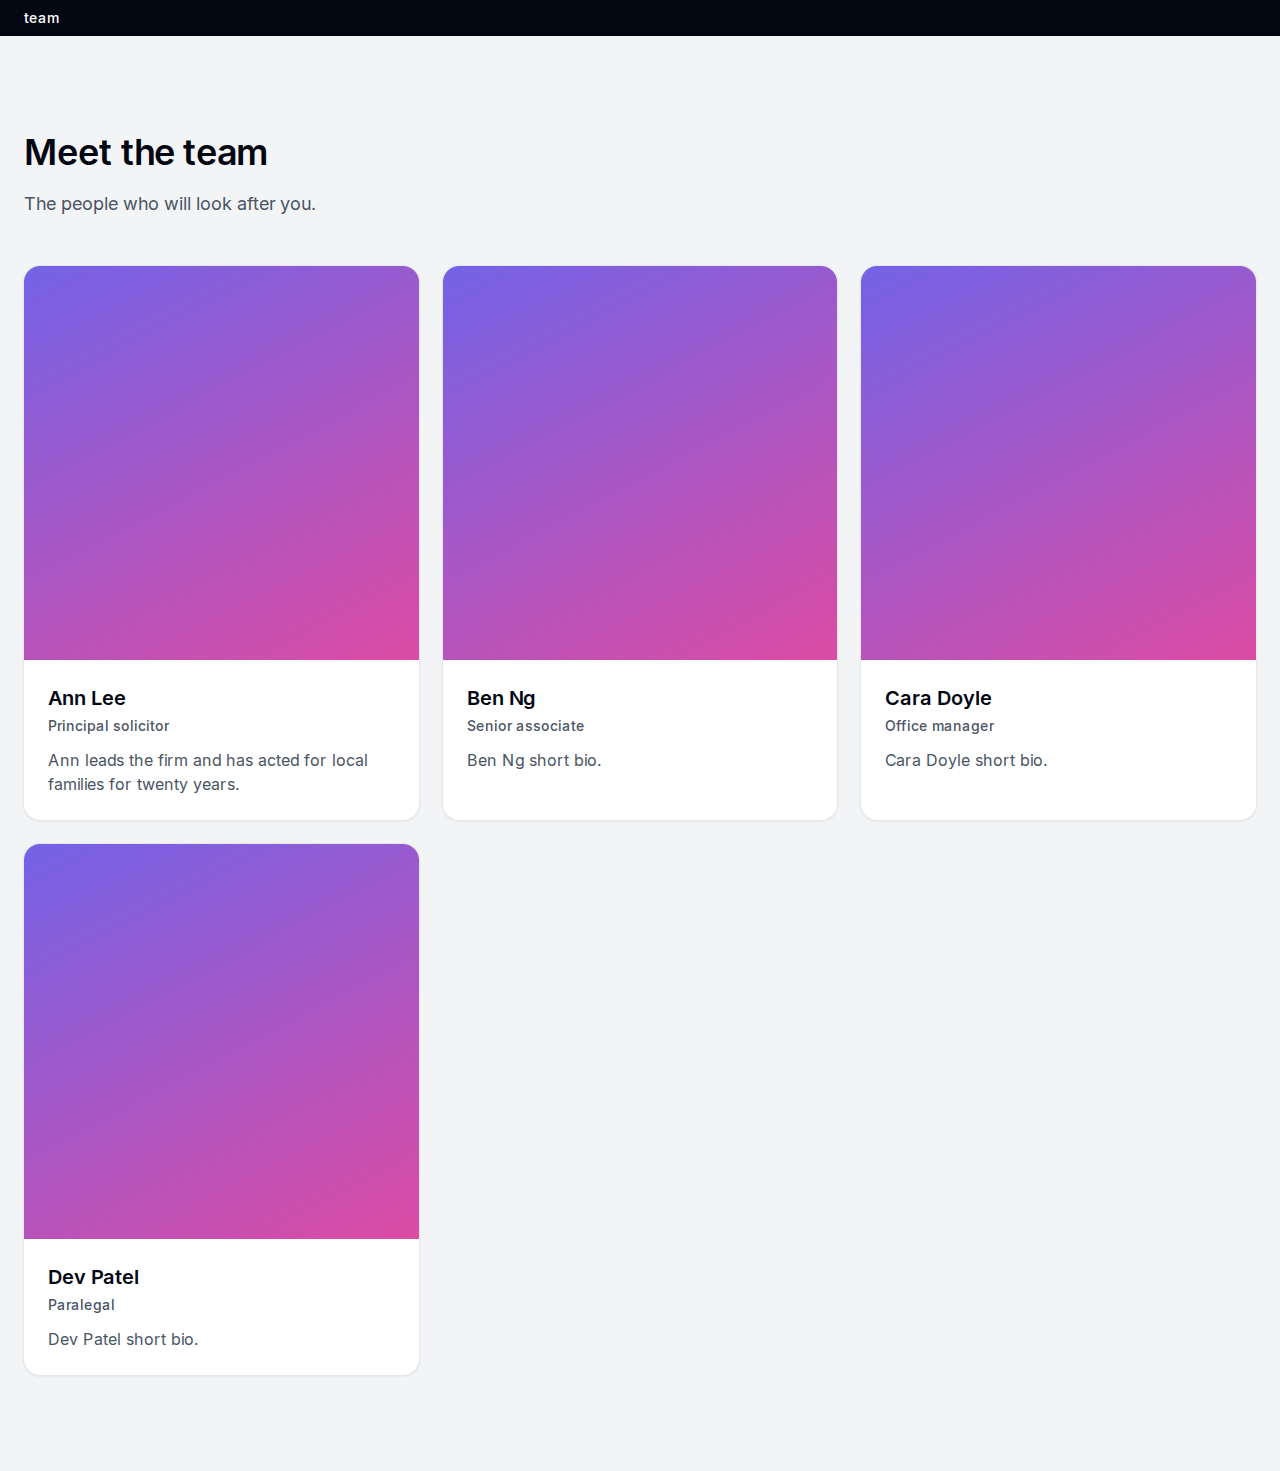 team
Meet the team
The people who will look after you.
Ann Lee
Principal solicitor
Ann leads the firm and has acted for local
families for twenty years.
Ben Ng
Senior associate
Ben Ng short bio.
Cara Doyle
Office manager
Cara Doyle short bio.
Dev Patel
Paralegal
Dev Patel short bio.